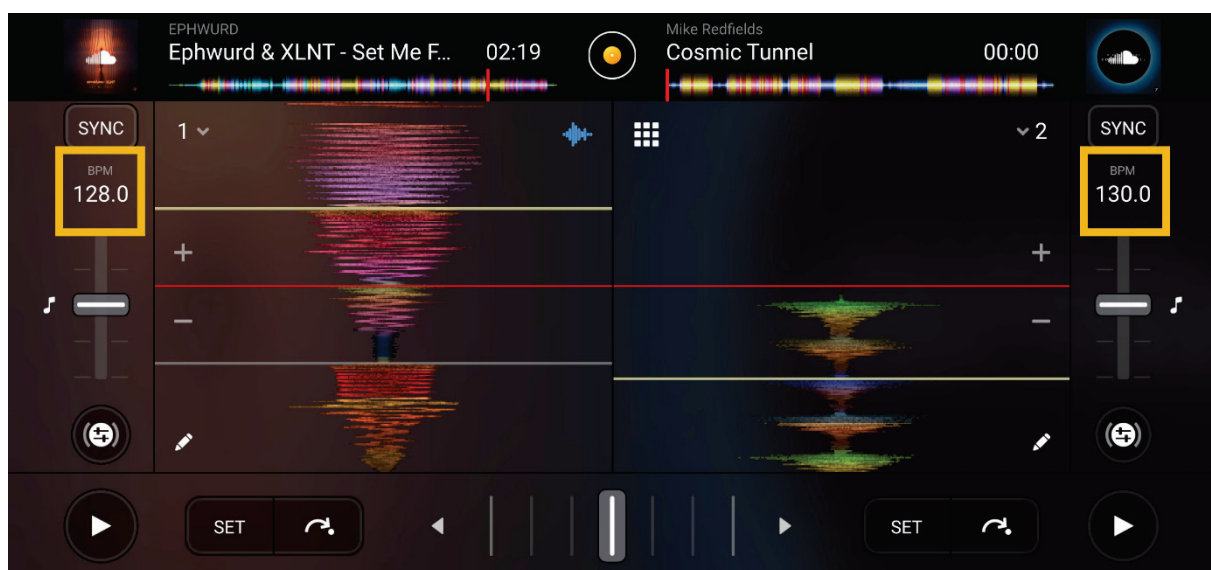 EPHWURD
Ephwurd & XLNT - Set Me F... 02:19
Mike Redfields
Cosmic Tunnel 00:00
SYNC
BPM
128.0
1
2
SYNC
BPM
130.0
SET
SET